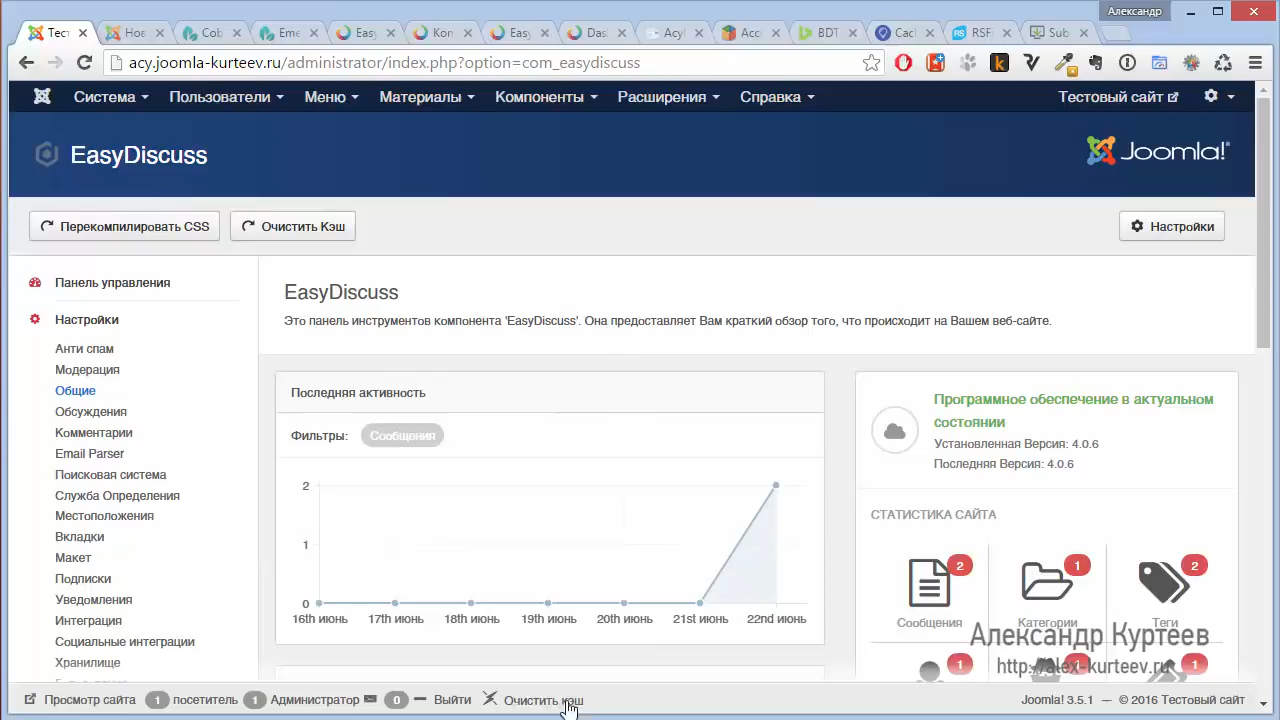 Александр
Тес
Но
Cob
Eme
Easy
Kon
Easy
Das
Acyl
Acc
BDT
Cacl
RSF
Sub
acy.joomla-kurteev.ru/administrator/index.php?option=com_easydiscuss
Система Пользователи Меню Материалы Компоненты Расширения Справка Тестовый сайт
EasyDiscuss
Joomla!®
Перекомпилировать CSS
Очистить Кэш
Настройки
Панель управления
Настройки
Анти спам
Модерация
Общие
Обсуждения
Комментарии
Email Parser
Поисковая система
Служба Определения
Местоположения
Вкладки
Макет
Подписки
Уведомления
Интеграция
Социальные интеграции
Хранилище
EasyDiscuss
Это панель инструментов компонента 'EasyDiscuss'. Она предоставляет Вам краткий обзор того, что происходит на Вашем веб-сайте.
Последняя активность
Фильтры: Сообщения
2
1
0
16th июнь 17th июнь 18th июнь 19th июнь 20th июнь 21st июнь 22nd июнь
Программное обеспечение в актуальном
состоянии
Установленная Версия: 4.0.6
Последняя Версия: 4.0.6
СТАТИСТИКА САЙТА
2 1 2
Сообщения Категории Теги
1 1 1
Александр Куртеев
http://alex-kurteev.ru
Просмотр сайта 1 посетитель 1 Администратор 0 Выйти Очистить кэш
Joomla! 3.5.1 — © 2016 Тестовый сайт